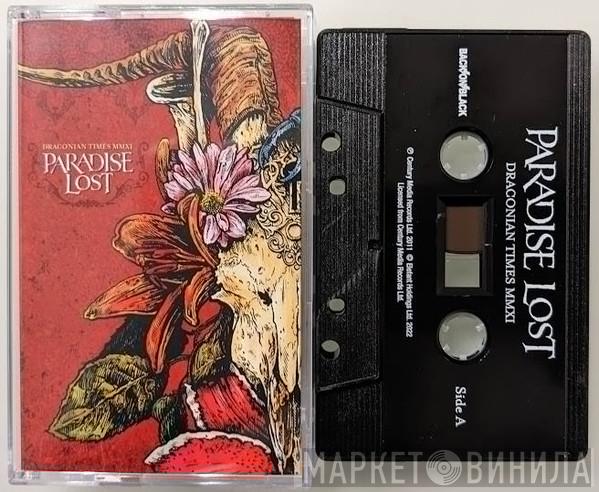 DRACONIAN TIMES MMXI
PARADISE
LOST
BACK ON BLACK
PARADISE LOST
DRACONIAN TIMES MMXI
℗ Century Media Records Ltd. 2011 © Elefant Holdings Ltd. 2022
Licensed from Century Media Records Ltd.
Side A
МАРКЕТ ВИНИЛА